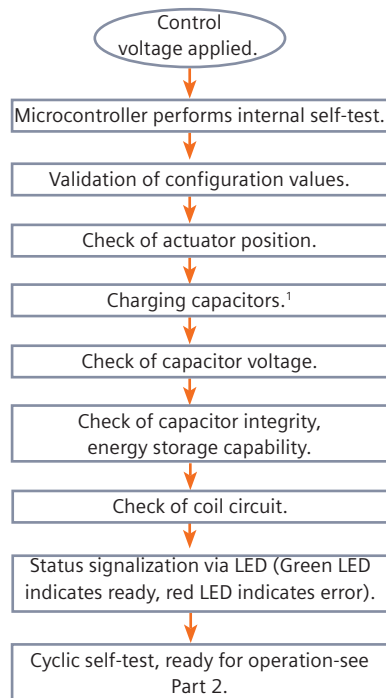 Control
voltage applied.
Microcontroller performs internal self-test.
Validation of configuration values.
Check of actuator position.
Charging capacitors.¹
Check of capacitor voltage.
Check of capacitor integrity,
energy storage capability.
Check of coil circuit.
Status signalization via LED (Green LED
indicates ready, red LED indicates error).
Cyclic self-test, ready for operation-see
Part 2.